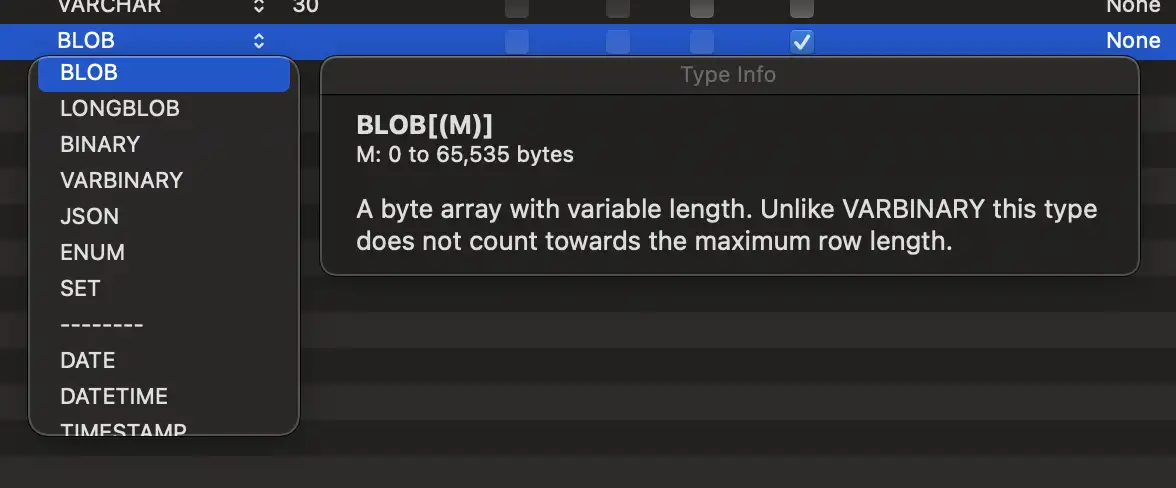 VARCHAR 30 None
BLOB None
BLOB
LONGBLOB
BINARY
VARBINARY
JSON
ENUM
SET
--------
DATE
DATETIME
TIMESTAMP
Type Info
BLOB[(M)]
M: 0 to 65,535 bytes
A byte array with variable length. Unlike VARBINARY this type
does not count towards the maximum row length.